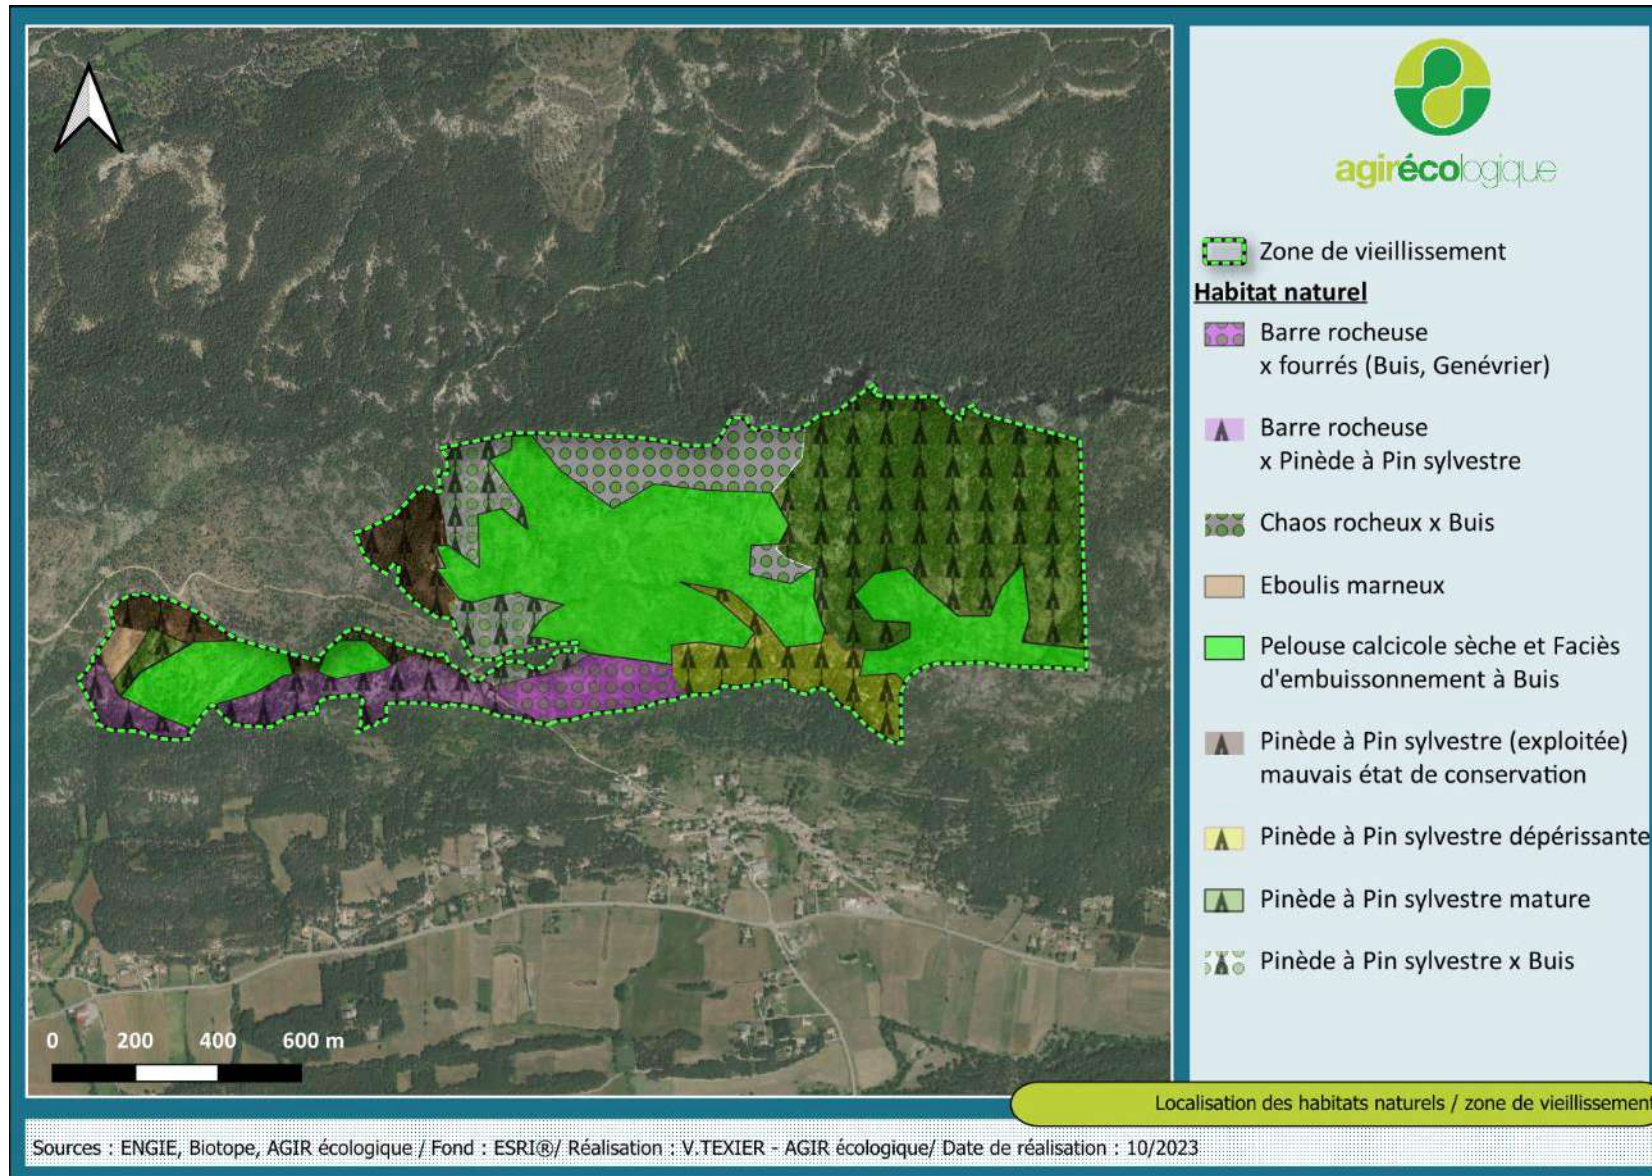 agirécologique
Zone de vieillissement
Habitat naturel
Barre rocheuse
x fourrés (Buis, Genévrier)
Barre rocheuse
x Pinède à Pin sylvestre
Chaos rocheux x Buis
Eboulis marneux
Pelouse calcicole sèche et Faciès
d'embuissonnement à Buis
Pinède à Pin sylvestre (exploitée)
mauvais état de conservation
Pinède à Pin sylvestre dépérissante
Pinède à Pin sylvestre mature
Pinède à Pin sylvestre x Buis
0 200 400 600 m
Localisation des habitats naturels / zone de vieillissement
Sources : ENGIE, Biotope, AGIR écologique / Fond : ESRI®/ Réalisation : V.TEXIER - AGIR écologique/ Date de réalisation : 10/2023